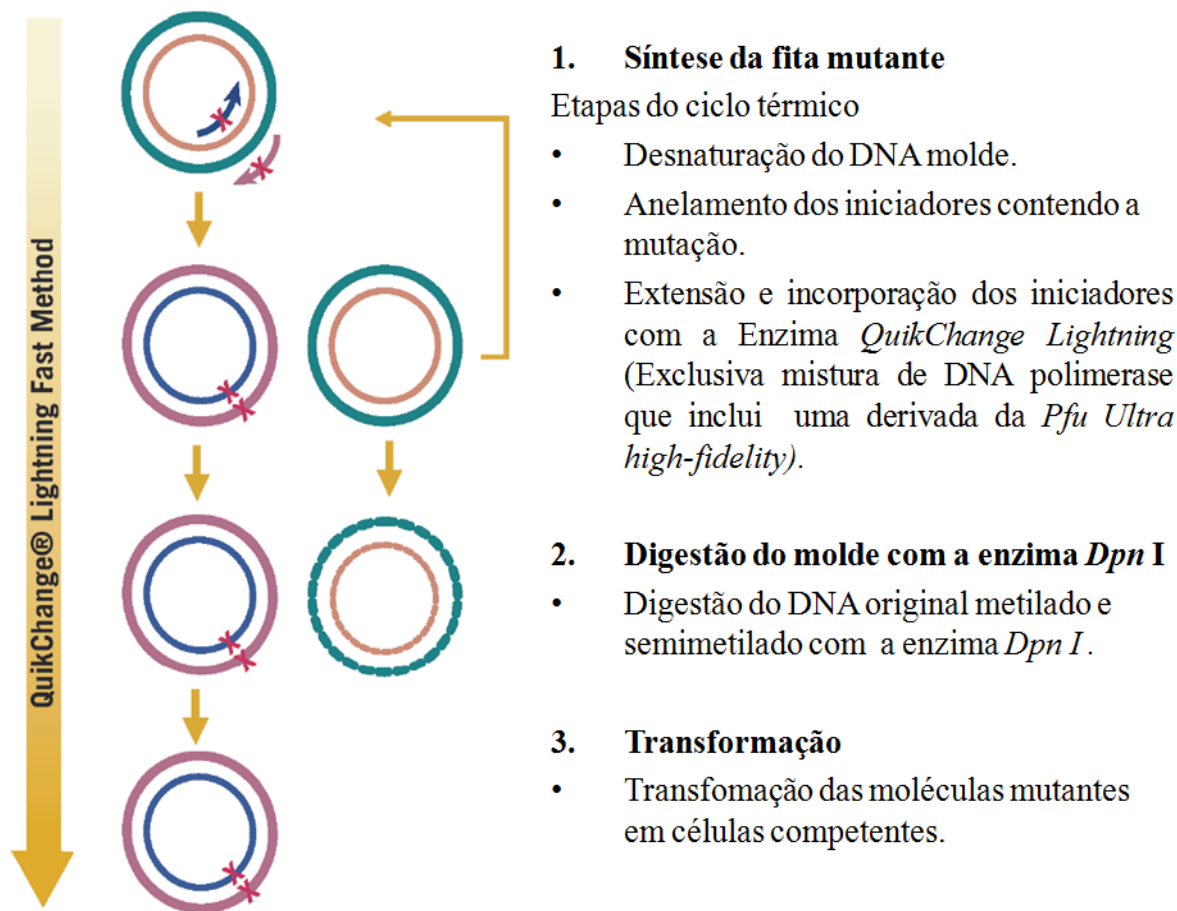 QuikChange® Lightning Fast Method
1. Síntese da fita mutante
Etapas do ciclo térmico
• Desnaturação do DNA molde.
• Anelamento dos iniciadores contendo a
mutação.
• Extensão e incorporação dos iniciadores
com a Enzima QuikChange Lightning
(Exclusiva mistura de DNA polimerase
que inclui uma derivada da Pfu Ultra
high-fidelity).
2. Digestão do molde com a enzima Dpn I
• Digestão do DNA original metilado e
semimetilado com a enzima Dpn I .
3. Transformação
• Transfomação das moléculas mutantes
em células competentes.